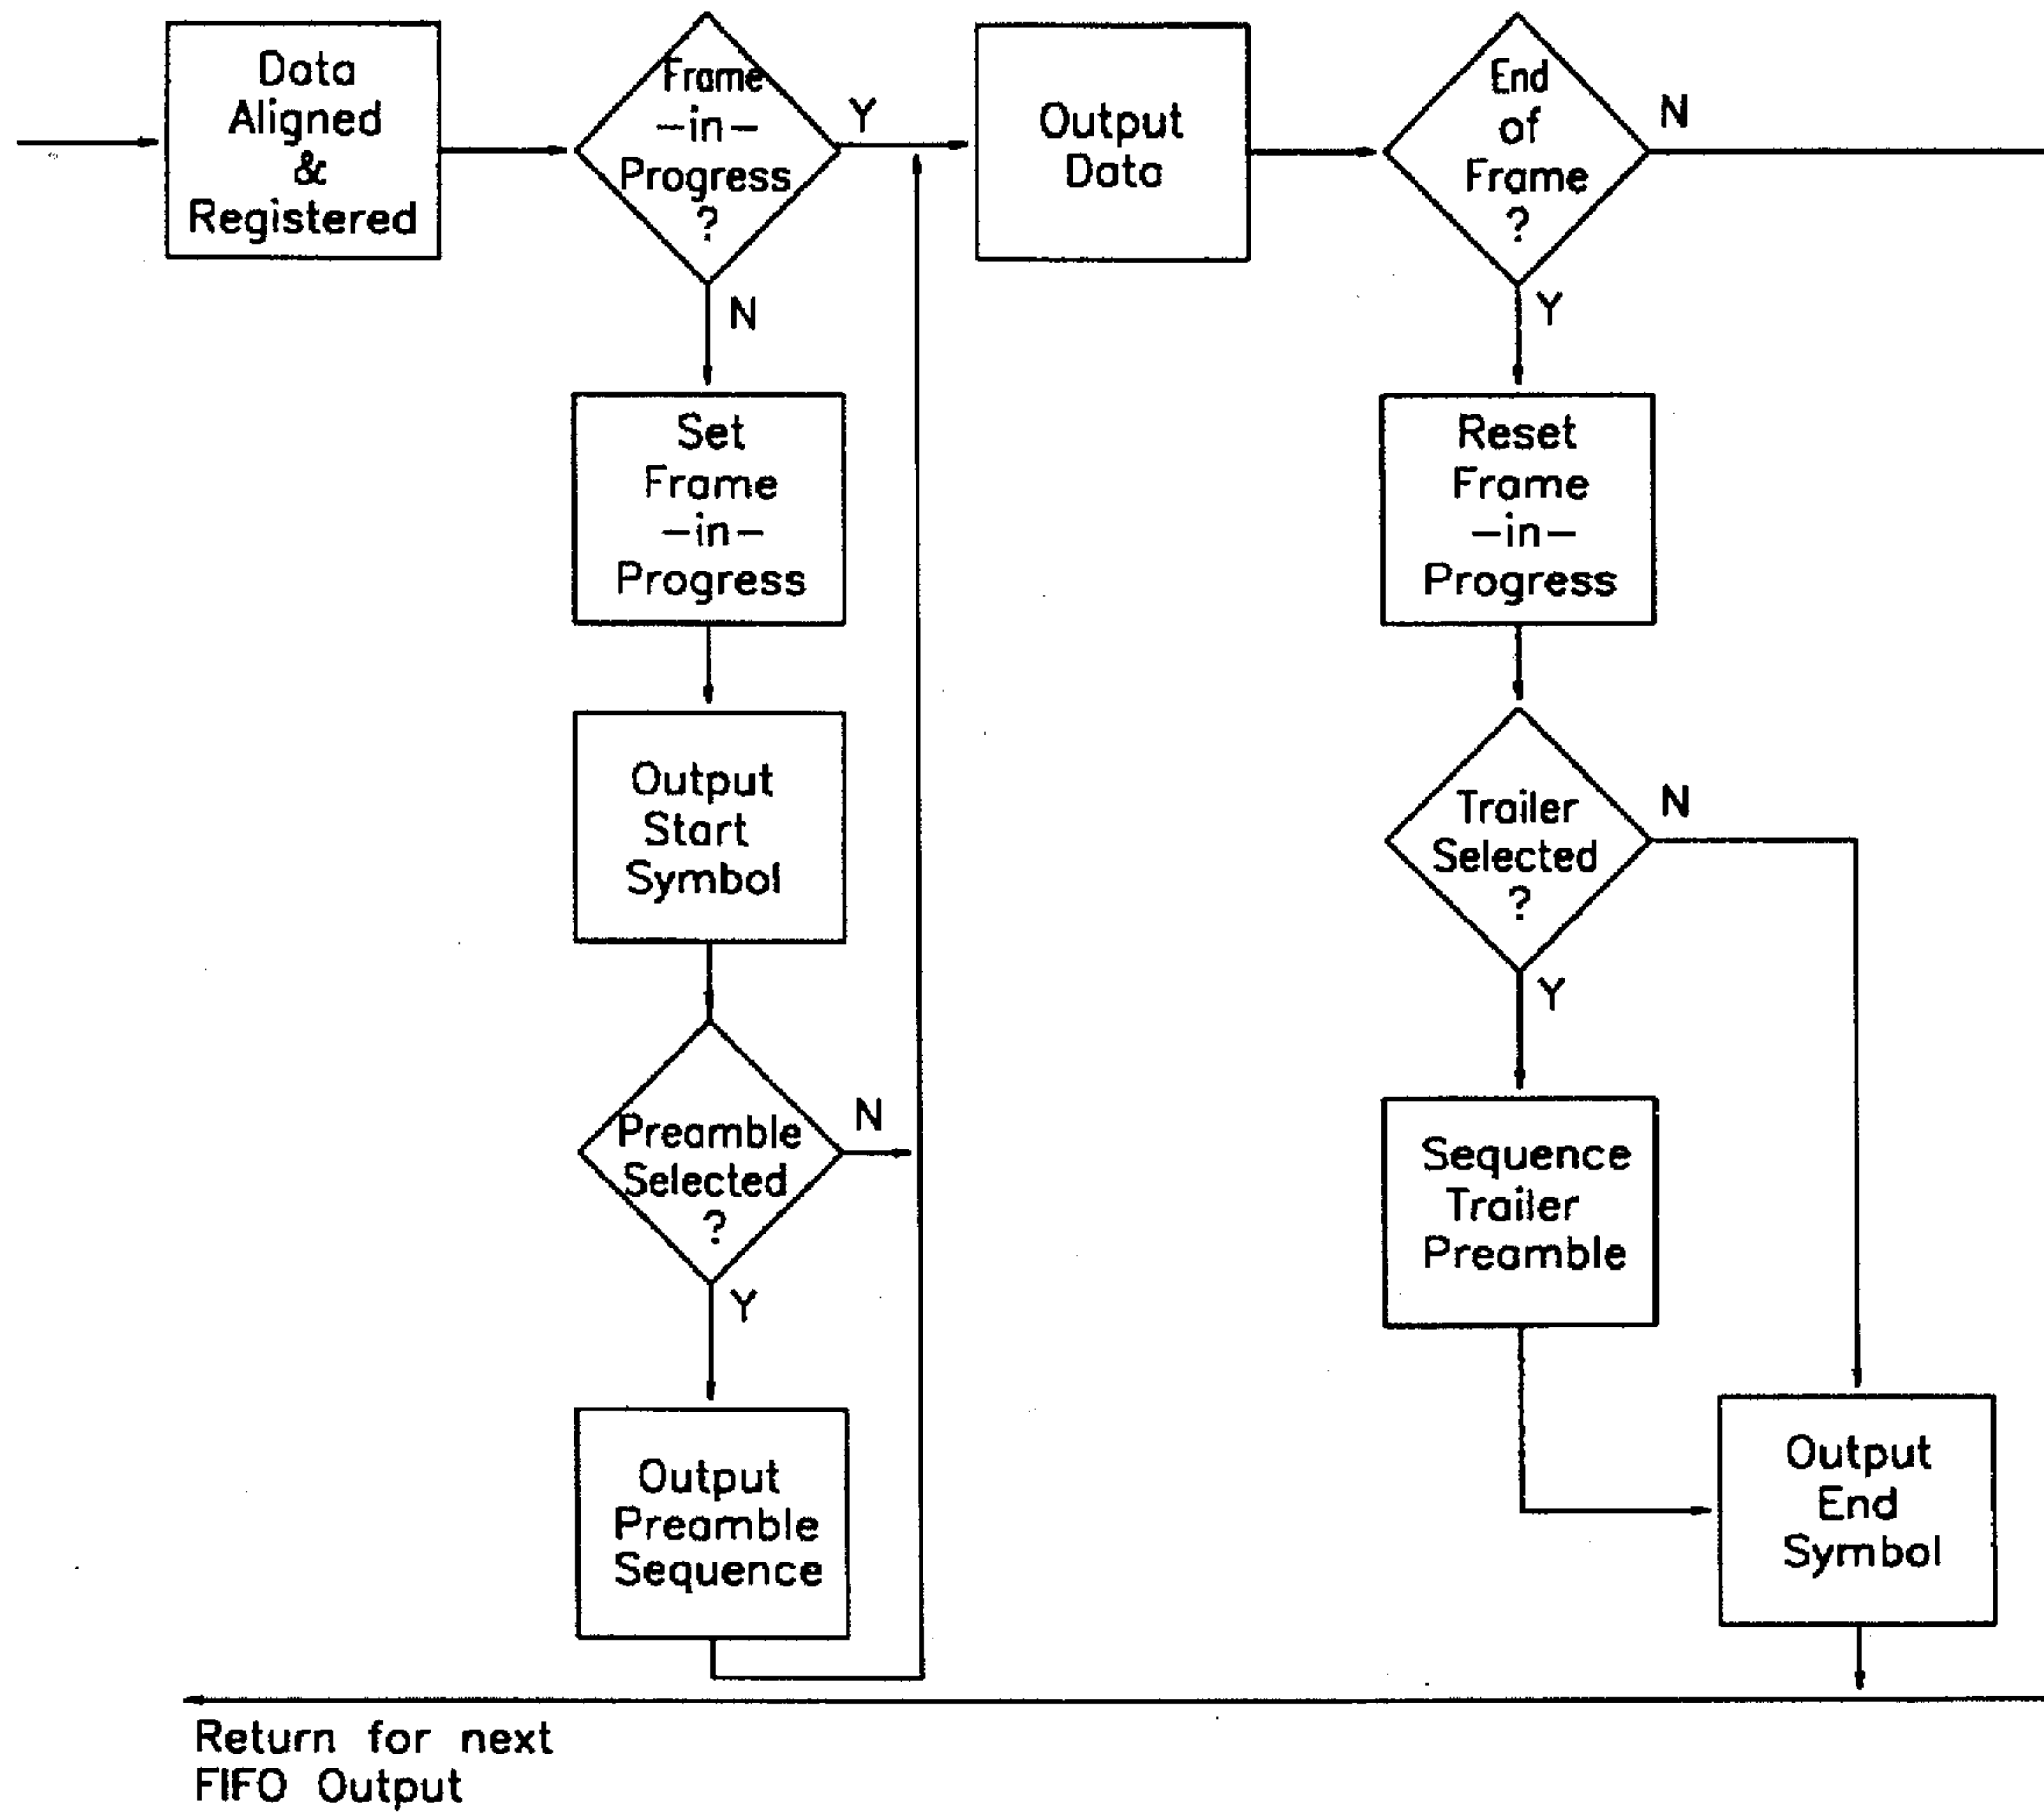 Data
Aligned
&
Registered
Frame
-in-
Progress
?
Y
N
Output
Data
End
of
Frame
?
N
Y
Set
Frame
-in-
Progress
Output
Start
Symbol
Preamble
Selected
?
N
Y
Output
Preamble
Sequence
Reset
Frame
-in-
Progress
Trailer
Selected
?
N
Y
Sequence
Trailer
Preamble
Output
End
Symbol
Return for next
FIFO Output